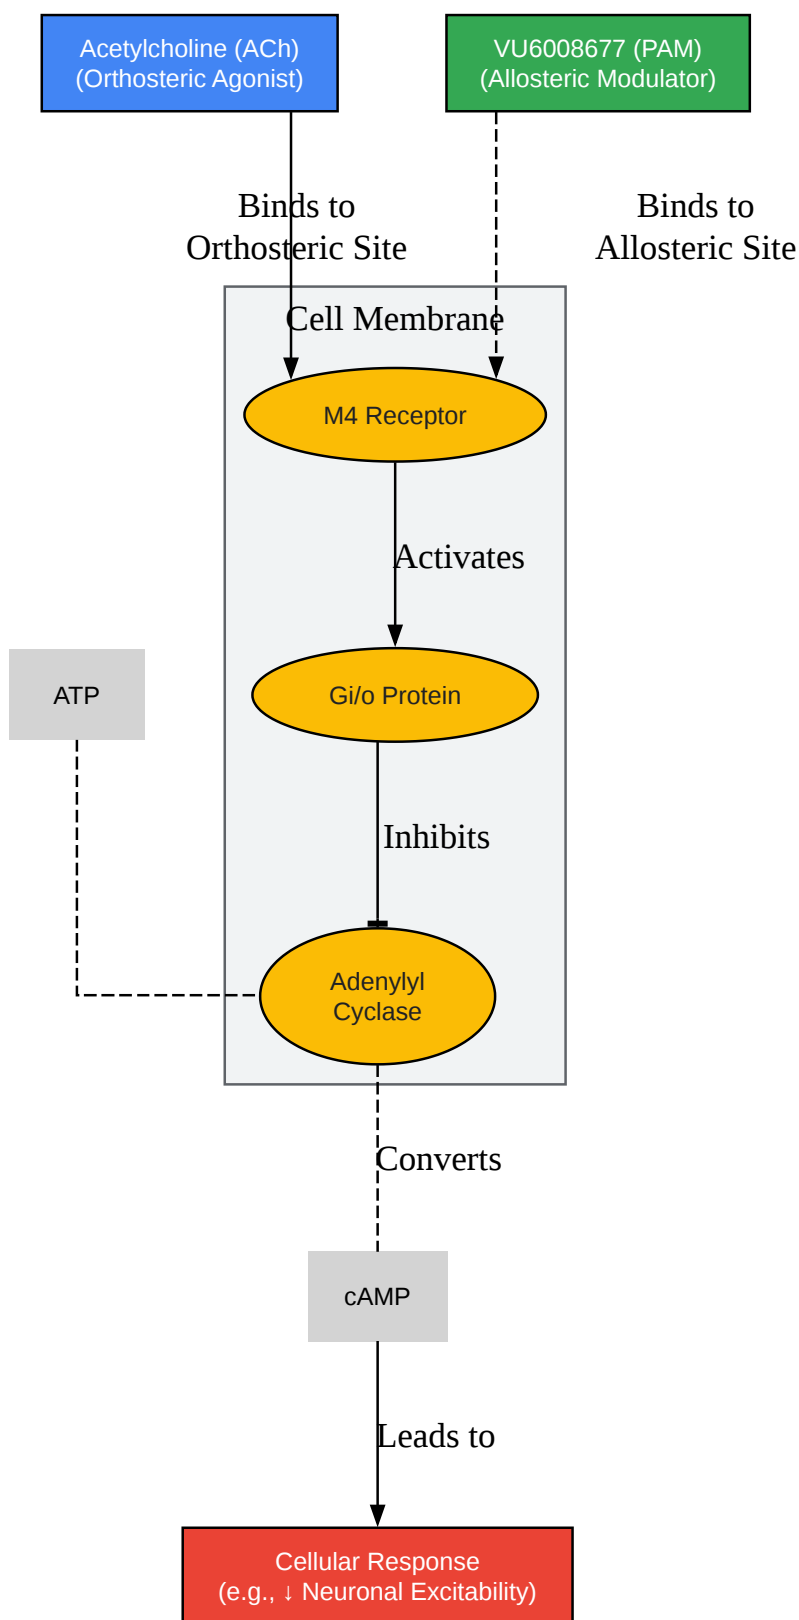 Acetylcholine (ACh)
(Orthosteric Agonist)
VU6008677 (PAM)
(Allosteric Modulator)
Binds to
Orthosteric Site
Binds to
Allosteric Site
Cell Membrane
M4 Receptor
Activates
ATP
Gi/o Protein
Inhibits
Adenylyl
Cyclase
Converts
cAMP
Leads to
Cellular Response
(e.g., ↓ Neuronal Excitability)